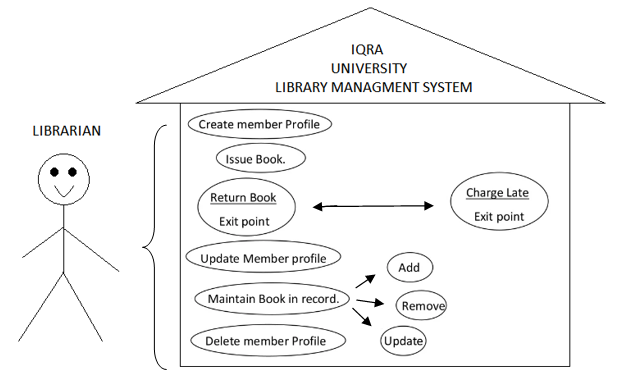 IQRA
UNIVERSITY
LIBRARY MANAGMENT SYSTEM
LIBRARIAN
Create member Profile
Issue Book.
Return Book
Exit point
Charge Late
Exit point
Update Member profile
Add
Maintain Book in record.
Remove
Delete member Profile
Update